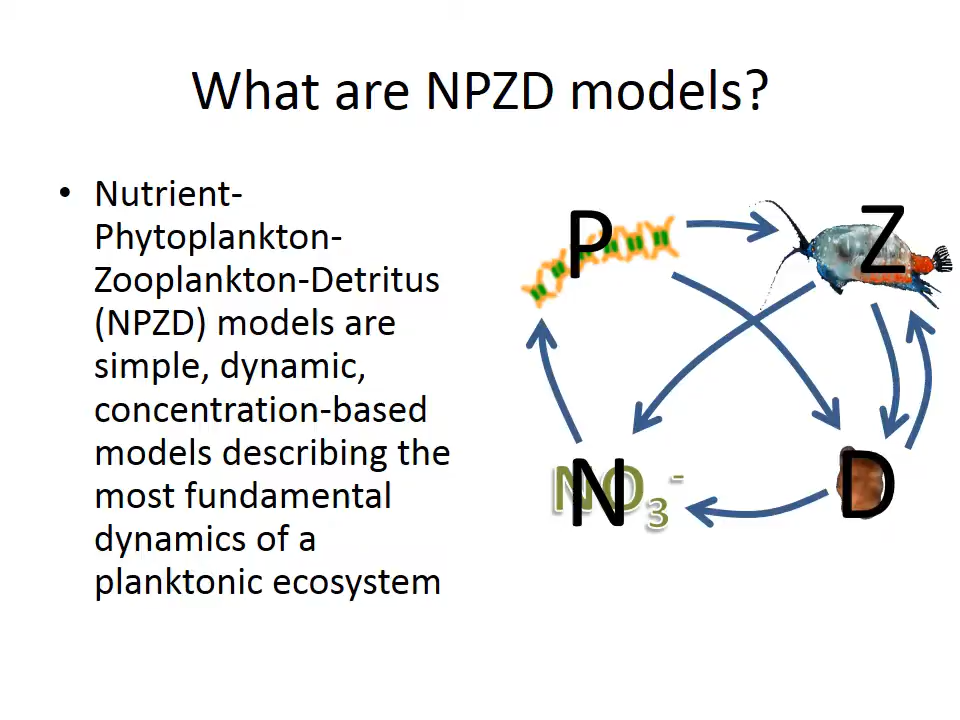 What are NPZD models?
• Nutrient-
Phytoplankton-
Zooplankton-Detritus
(NPZD) models are
simple, dynamic,
concentration-based
models describing the
most fundamental
dynamics of a
planktonic ecosystem
P
Z
N
NO₃⁻
D